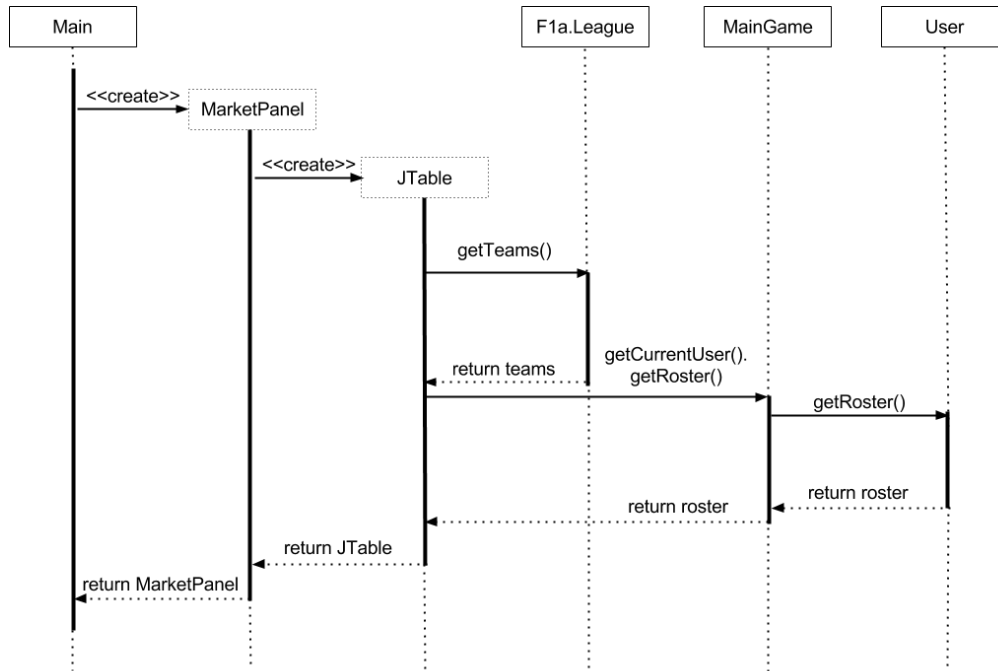 Main
F1a.League
MainGame
User
<<create>>
MarketPanel
<<create>>
JTable
getTeams()
getCurrentUser().
getRoster()
return teams
getRoster()
return roster
return roster
return JTable
return MarketPanel